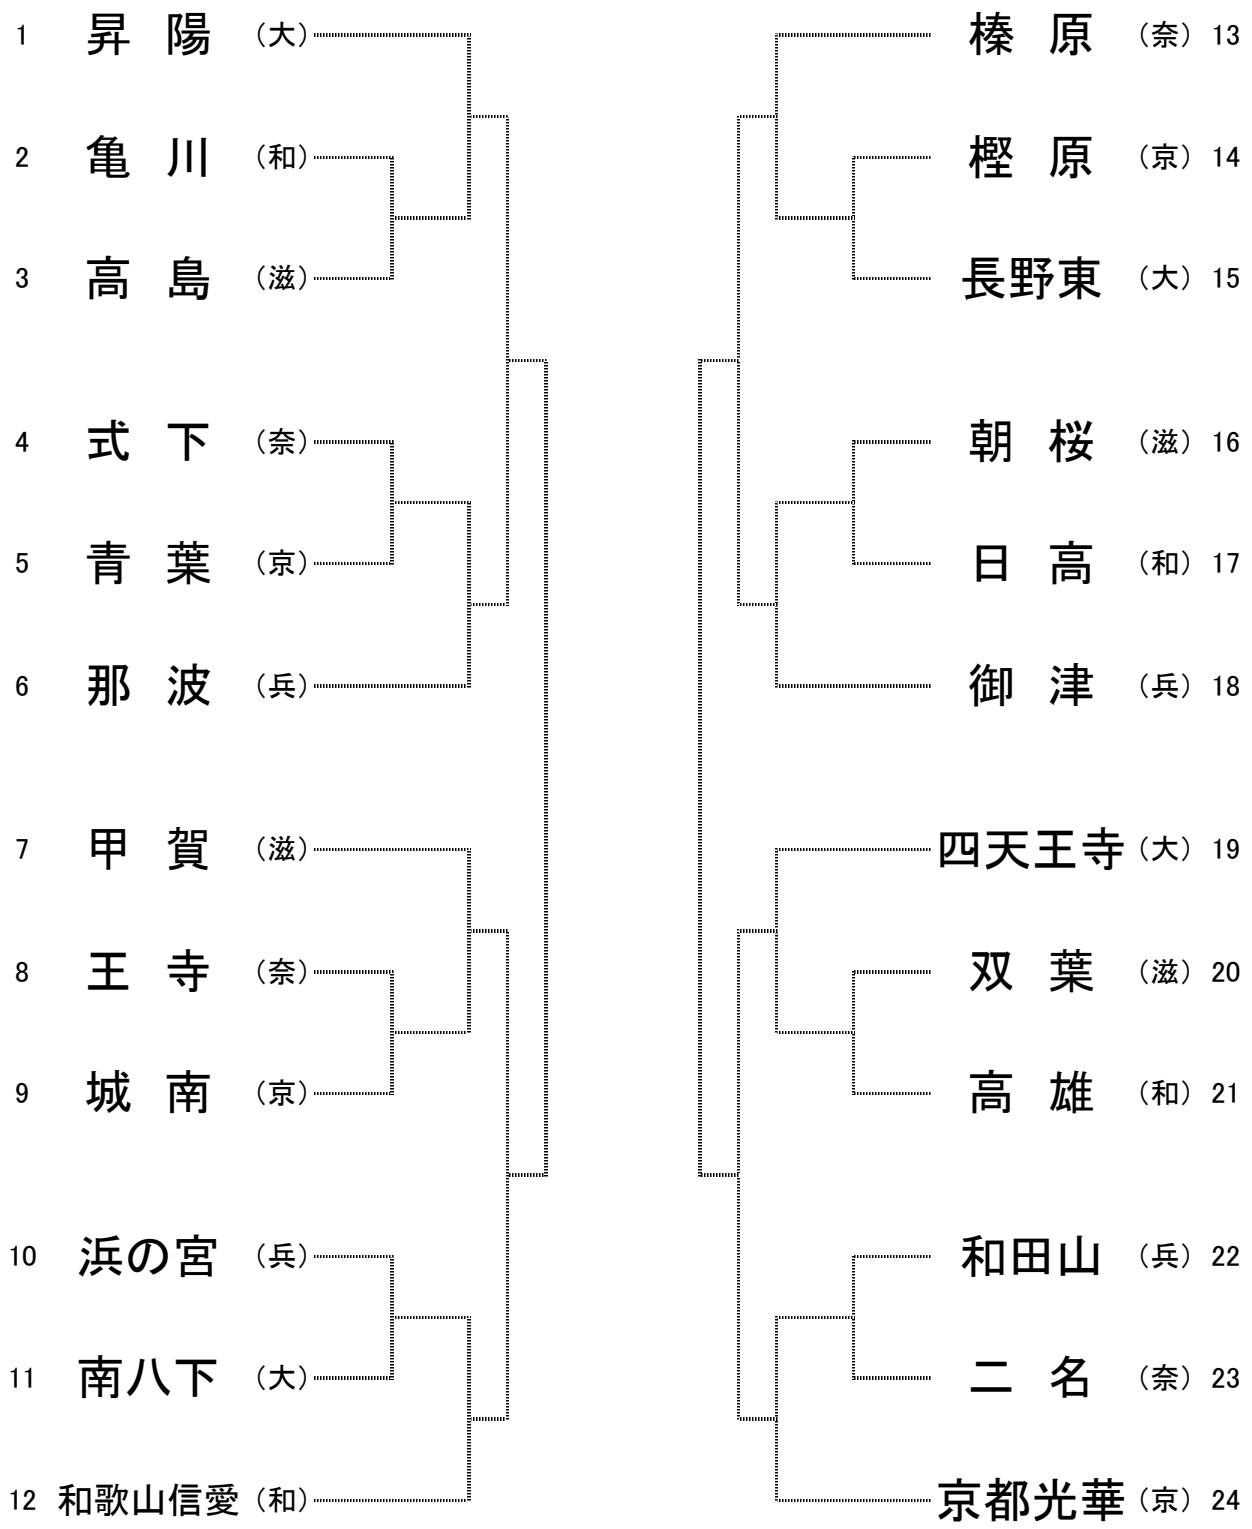 1 昇陽 （大）
2 亀川 （和）
3 高島 （滋）
4 式下 （奈）
5 青葉 （京）
6 那波 （兵）
7 甲賀 （滋）
8 王寺 （奈）
9 城南 （京）
10 浜の宮 （兵）
11 南八下 （大）
12 和歌山信愛 （和）
榛原 （奈） 13
樫原 （京） 14
長野東 （大） 15
朝桜 （滋） 16
日高 （和） 17
御津 （兵） 18
四天王寺 （大） 19
双葉 （滋） 20
高雄 （和） 21
和田山 （兵） 22
二名 （奈） 23
京都光華 （京） 24